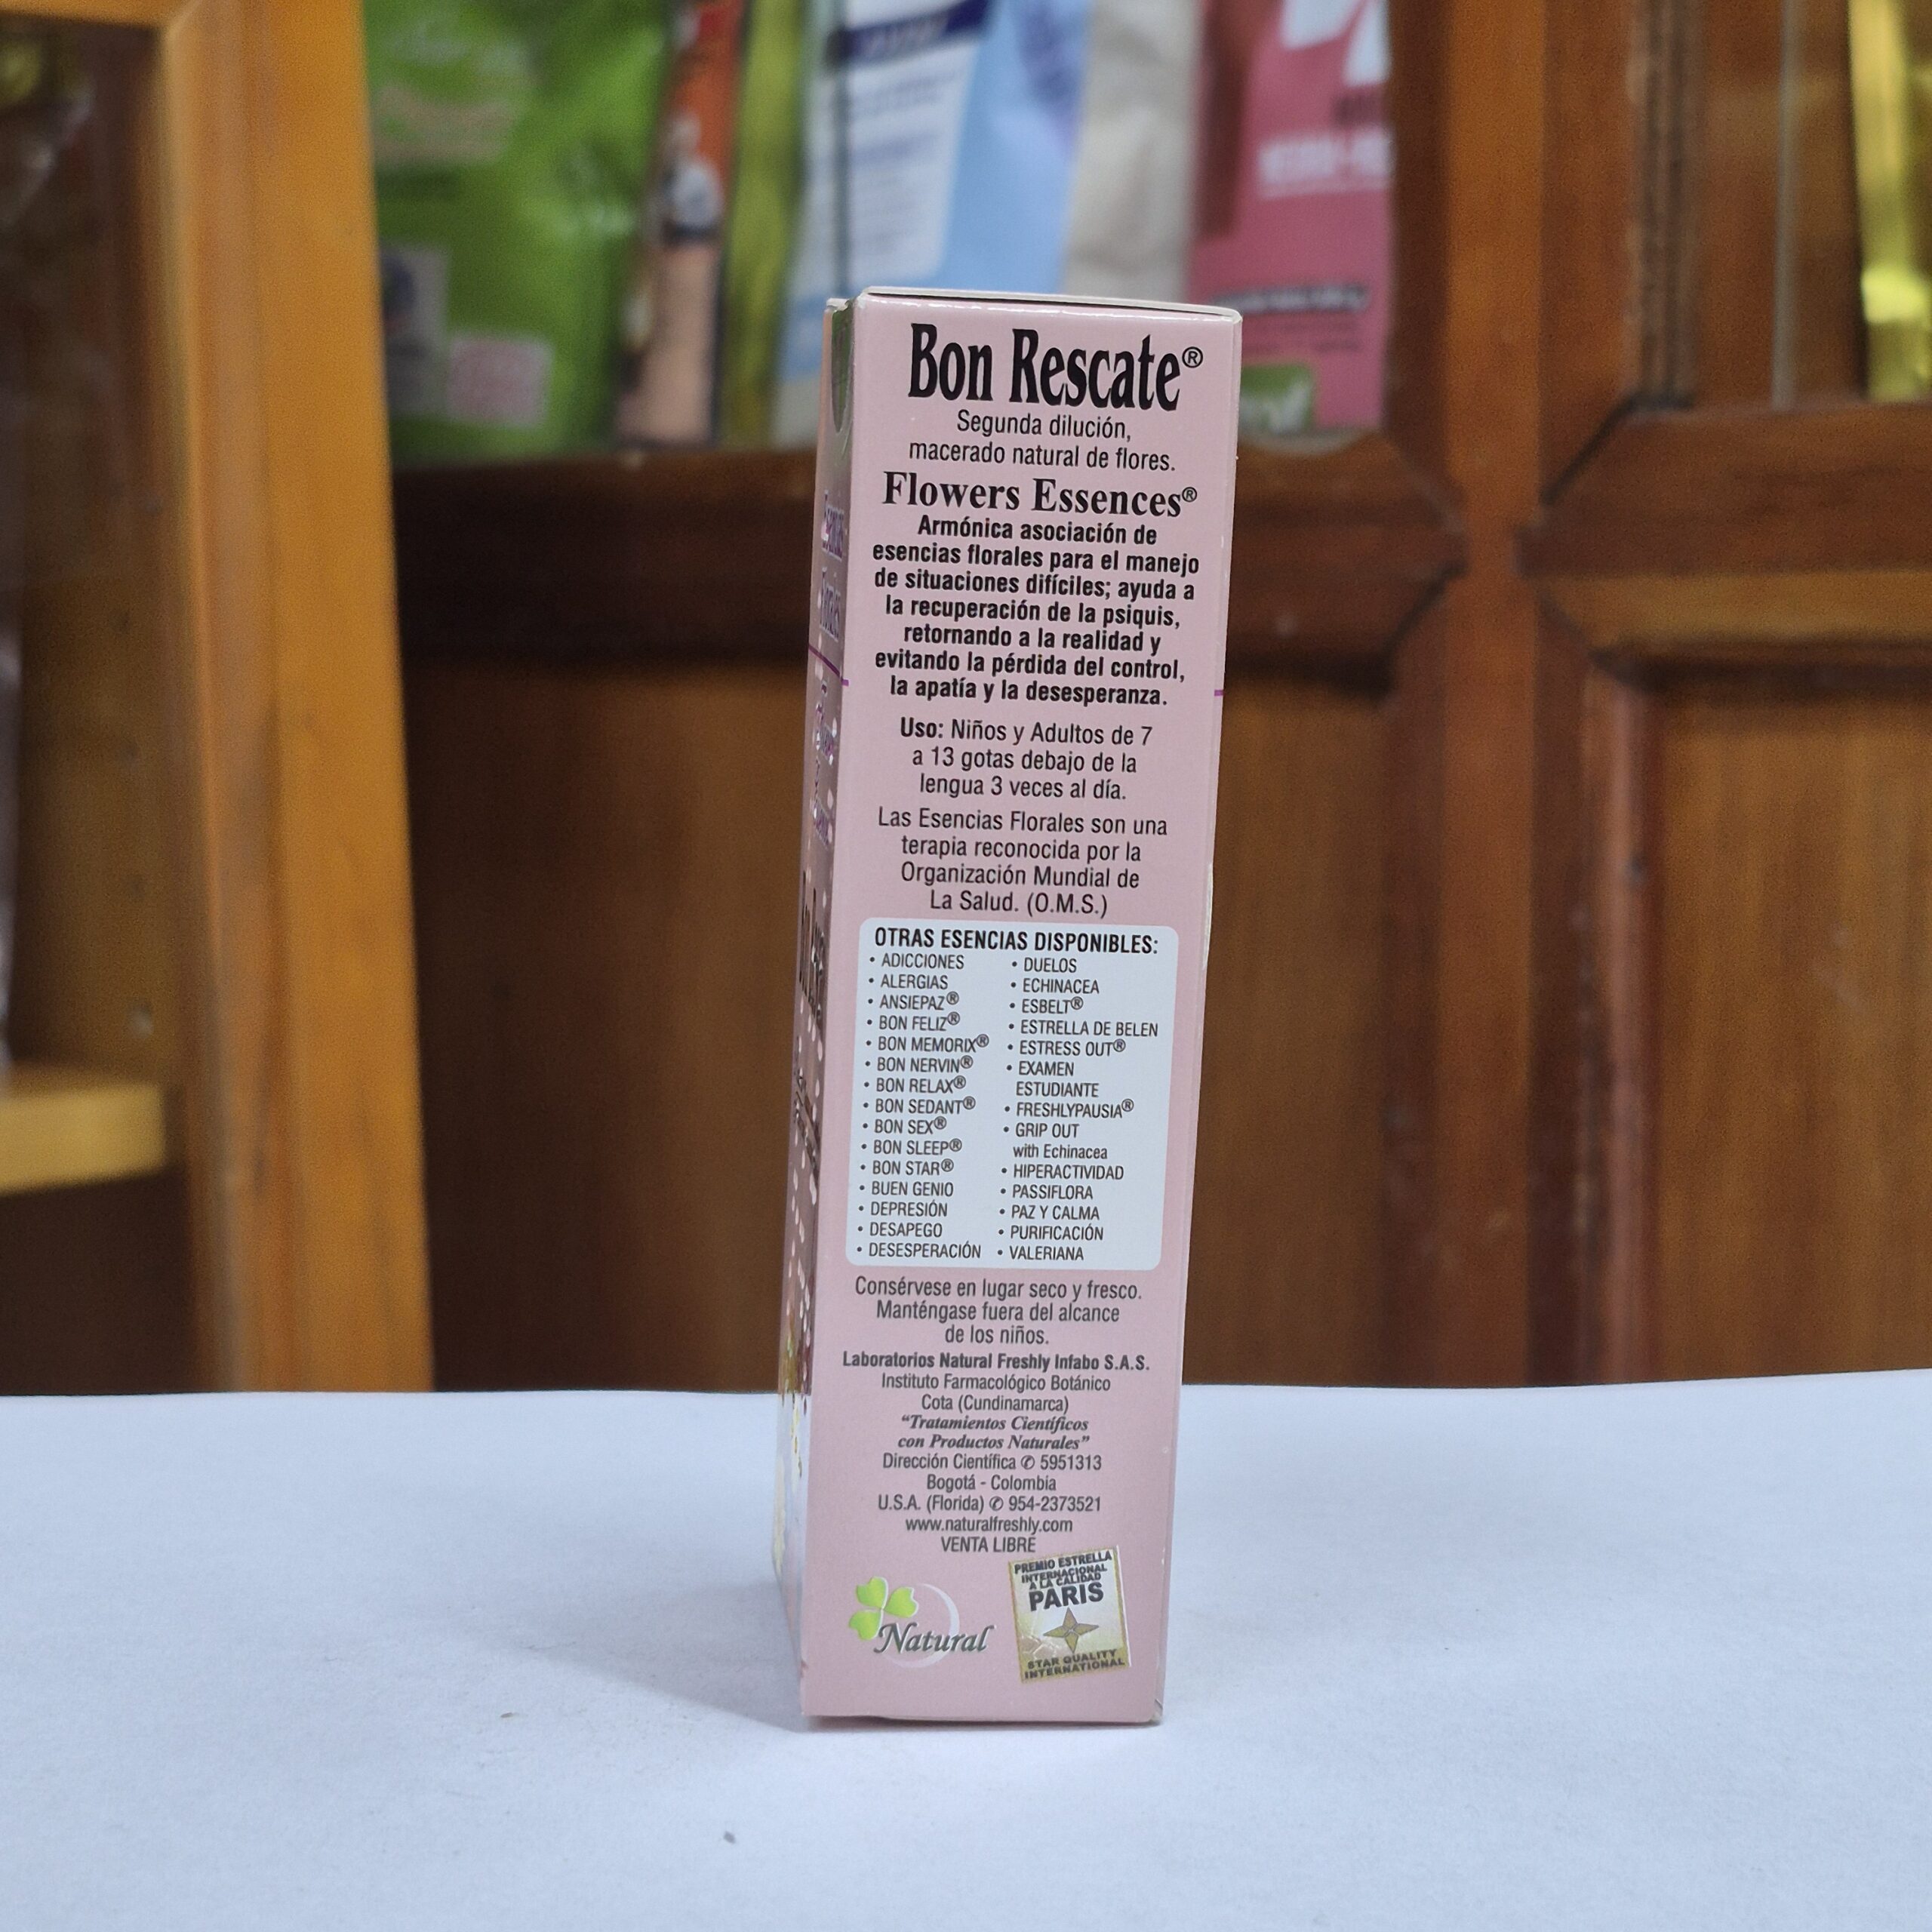 Bon Rescate®
Segunda dilución,
macerado natural de flores.
Flowers Essences®
Armónica asociación de
esencias florales para el manejo
de situaciones difíciles; ayuda a
la recuperación de la psiquis,
retornando a la realidad y
evitando la pérdida del control,
la apatía y la desesperanza.
Uso: Niños y Adultos de 7
a 13 gotas debajo de la
lengua 3 veces al día.
Las Esencias Florales son una
terapia reconocida por la
Organización Mundial de
La Salud. (O.M.S.)
OTRAS ESENCIAS DISPONIBLES:
• ADICCIONES
• ALERGIAS
• ANSIEPAZ®
• BON FELIZ®
• BON MEMORIX®
• BON NERVIN®
• BON RELAX®
• BON SEDANT®
• BON SEX®
• BON SLEEP®
• BON STAR®
• BUEN GENIO
• DEPRESIÓN
• DESAPEGO
• DESESPERACIÓN
• DUELOS
• ECHINACEA
• ESBELT®
• ESTRELLA DE BELEN
• ESTRESS OUT®
• EXAMEN
ESTUDIANTE
• FRESHLYPAUSIA®
• GRIP OUT
with Echinacea
• HIPERACTIVIDAD
• PASSIFLORA
• PAZ Y CALMA
• PURIFICACIÓN
• VALERIANA
Consérvese en lugar seco y fresco.
Manténgase fuera del alcance
de los niños.
Laboratorios Natural Freshly Infabo S.A.S.
Instituto Farmacológico Botánico
Cota (Cundinamarca)
“Tratamientos Científicos
con Productos Naturales”
Dirección Científica ✆ 5951313
Bogotá - Colombia
U.S.A. (Florida) ✆ 954-2373521
www.naturalfreshly.com
VENTA LIBRE
Natural
PREMIO ESTRELLA
INTERNACIONAL
A LA CALIDAD
PARIS
STAR QUALITY
INTERNATIONAL